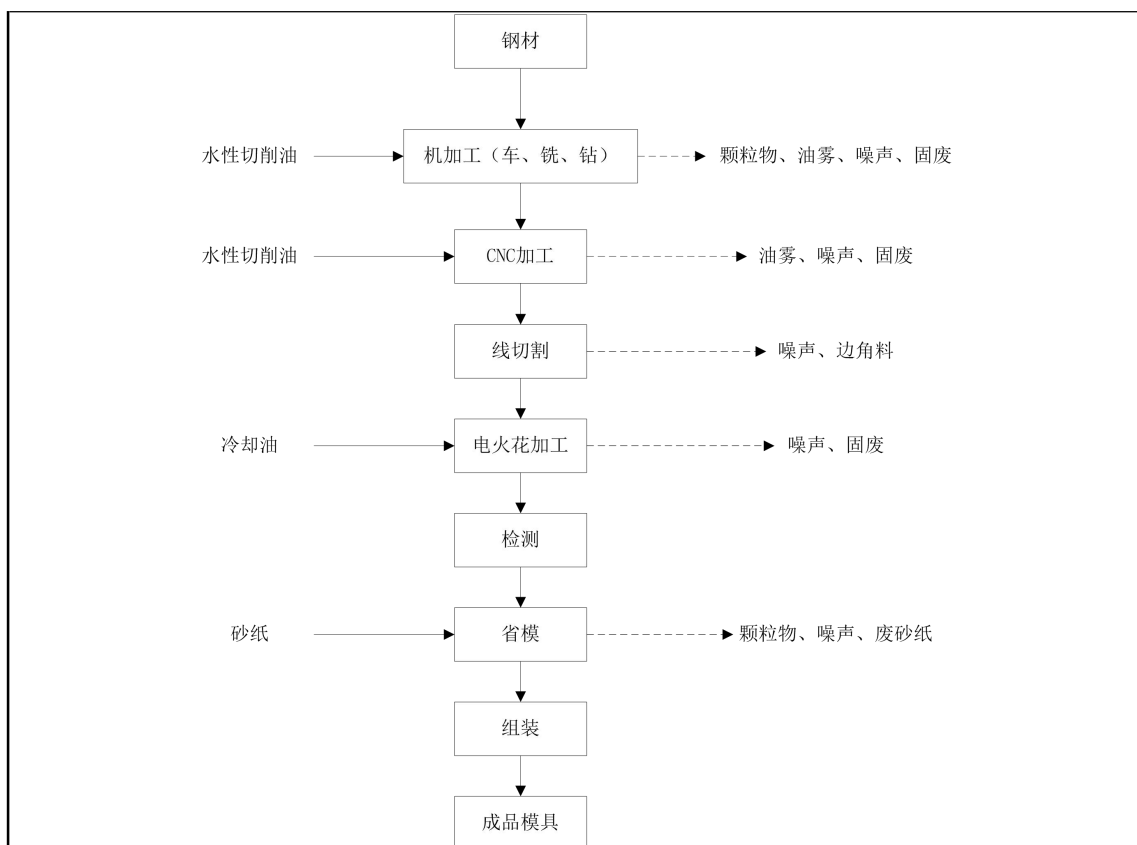 钢材
水性切削油 机加工（车、铣、钻） 颗粒物、油雾、噪声、固废
水性切削油 CNC加工 油雾、噪声、固废
线切割 噪声、边角料
冷却油 电火花加工 噪声、固废
检测
砂纸 省模 颗粒物、噪声、废砂纸
组装
成品模具